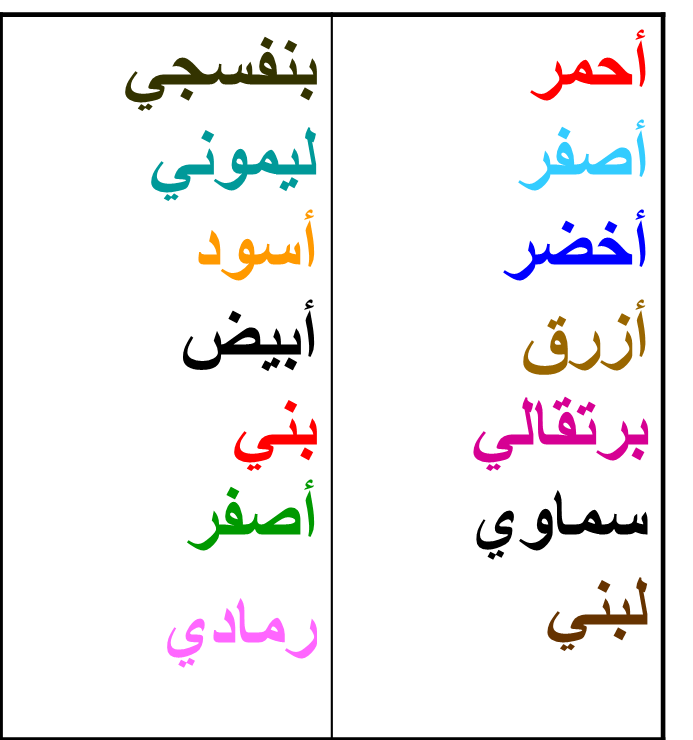 أحمر
أصفر
أخضر
أزرق
برتقالي
سماوي
لبني
بنفسجي
ليموني
أسود
أبيض
بني
أصفر
رمادي